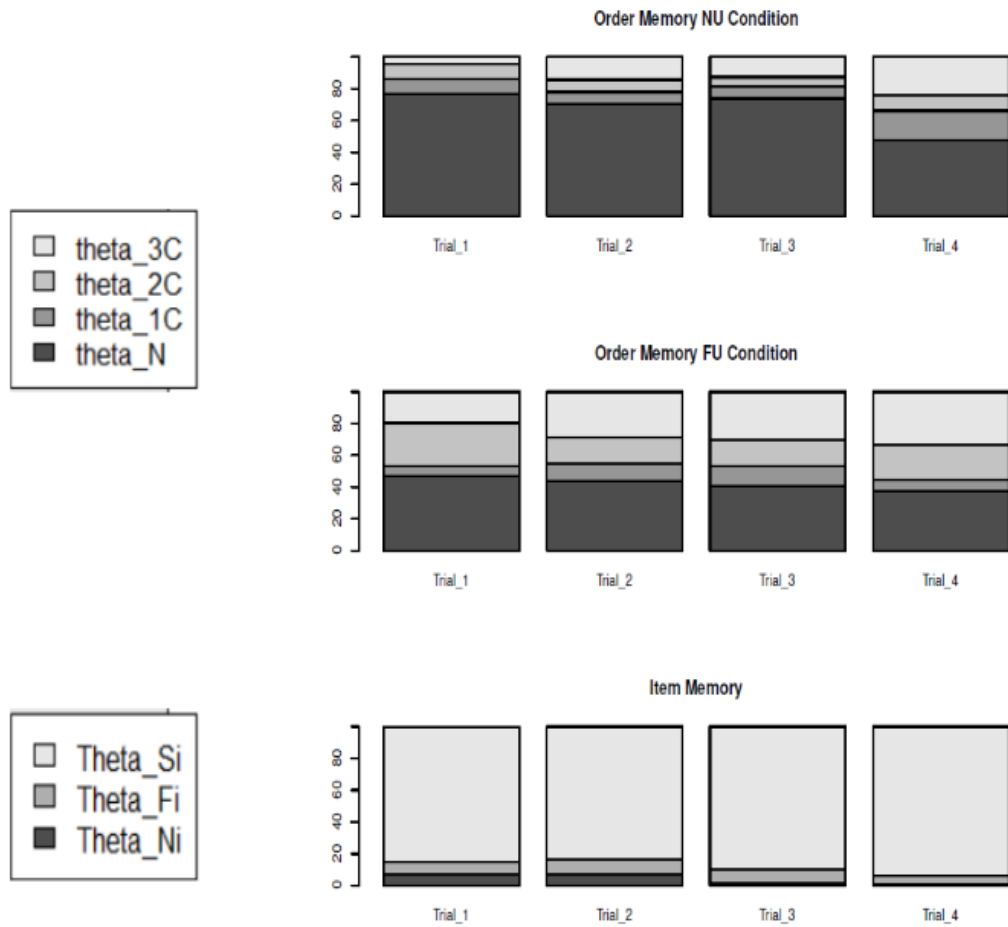 Order Memory NU Condition
80
60
40
20
0
Trial_1 Trial_2 Trial_3 Trial_4
theta_3C
theta_2C
theta_1C
theta_N
Order Memory FU Condition
80
60
40
20
0
Trial_1 Trial_2 Trial_3 Trial_4
Item Memory
Theta_Si
Theta_Fi
Theta_Ni
80
60
40
20
0
Trial_1 Trial_2 Trial_3 Trial_4